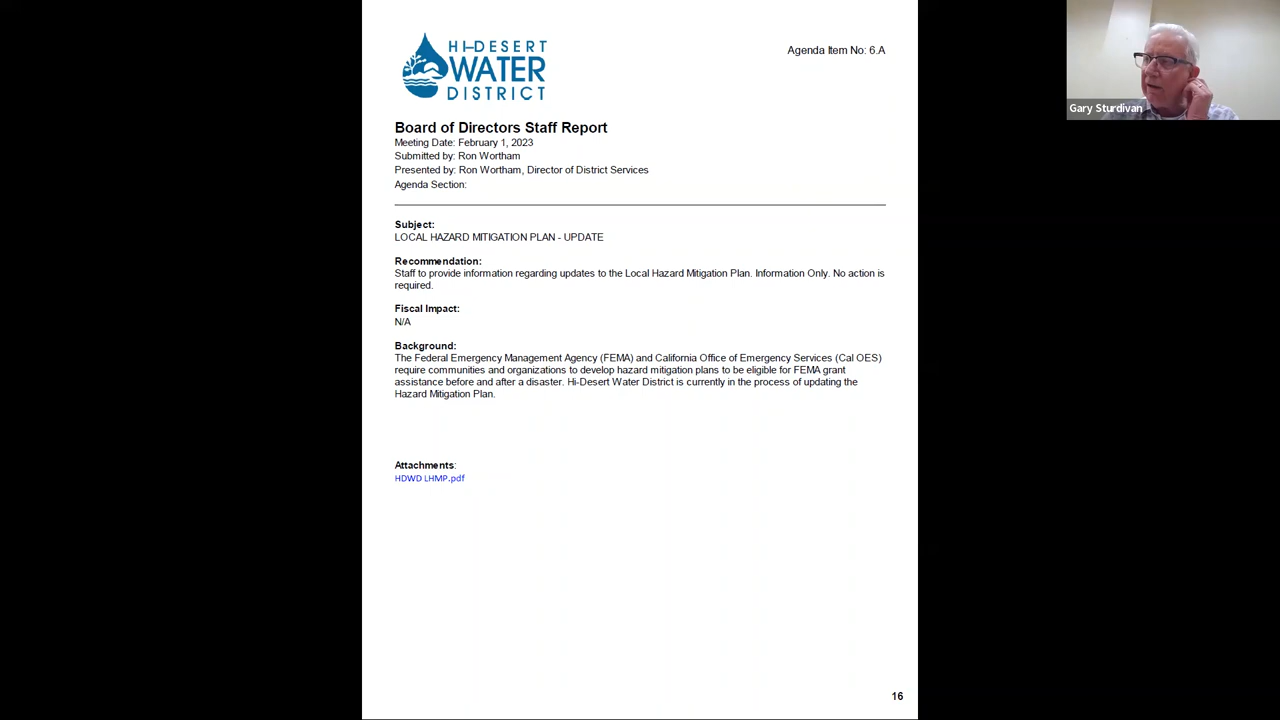 HI-DESERT
WATER
DISTRICT
Agenda Item No: 6.A
Gary Sturdivan
Board of Directors Staff Report
Meeting Date: February 1, 2023
Submitted by: Ron Wortham
Presented by: Ron Wortham, Director of District Services
Agenda Section:
Subject:
LOCAL HAZARD MITIGATION PLAN - UPDATE
Recommendation:
Staff to provide information regarding updates to the Local Hazard Mitigation Plan. Information Only. No action is
required.
Fiscal Impact:
N/A
Background:
The Federal Emergency Management Agency (FEMA) and California Office of Emergency Services (Cal OES)
require communities and organizations to develop hazard mitigation plans to be eligible for FEMA grant
assistance before and after a disaster. Hi-Desert Water District is currently in the process of updating the
Hazard Mitigation Plan.
Attachments:
HDWD LHMP.pdf
16